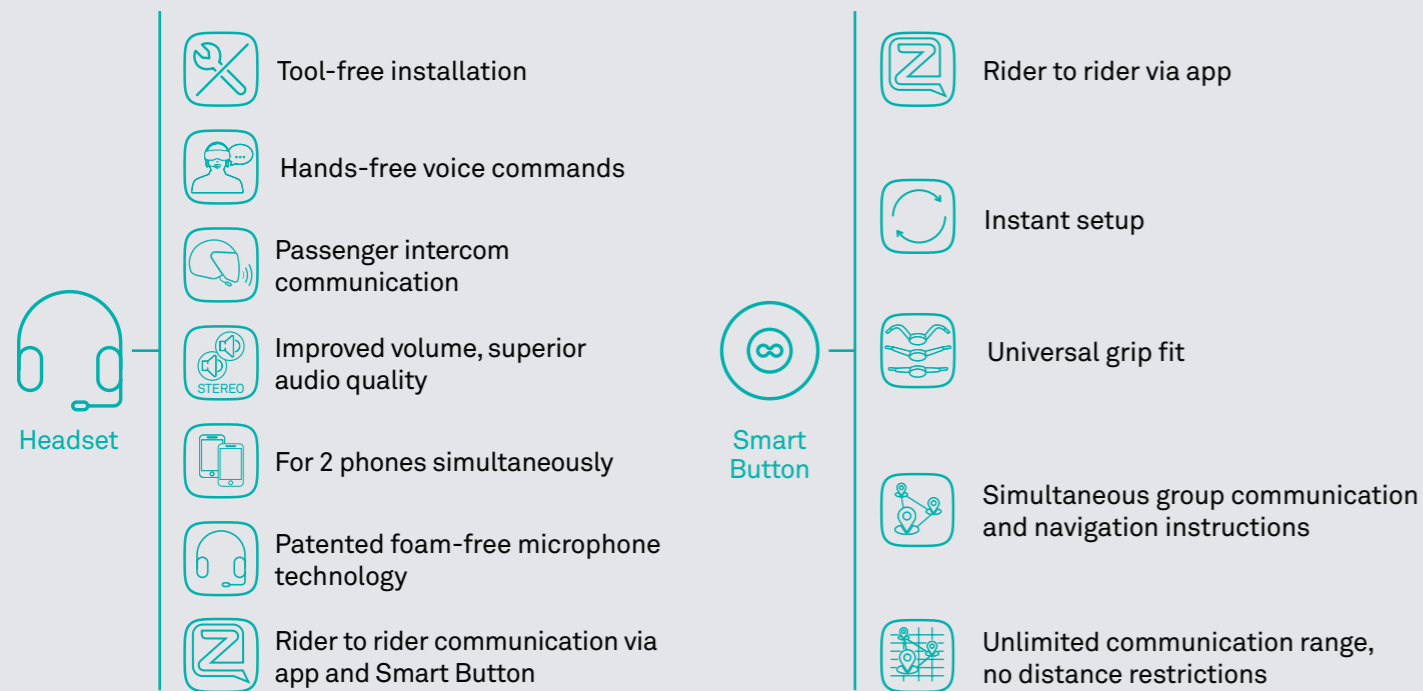 Headset
Tool-free installation
Hands-free voice commands
Passenger intercom
communication
STEREO
Improved volume, superior
audio quality
For 2 phones simultaneously
Patented foam-free microphone
technology
Rider to rider communication via
app and Smart Button
Smart
Button
Rider to rider via app
Instant setup
Universal grip fit
Simultaneous group communication
and navigation instructions
Unlimited communication range,
no distance restrictions